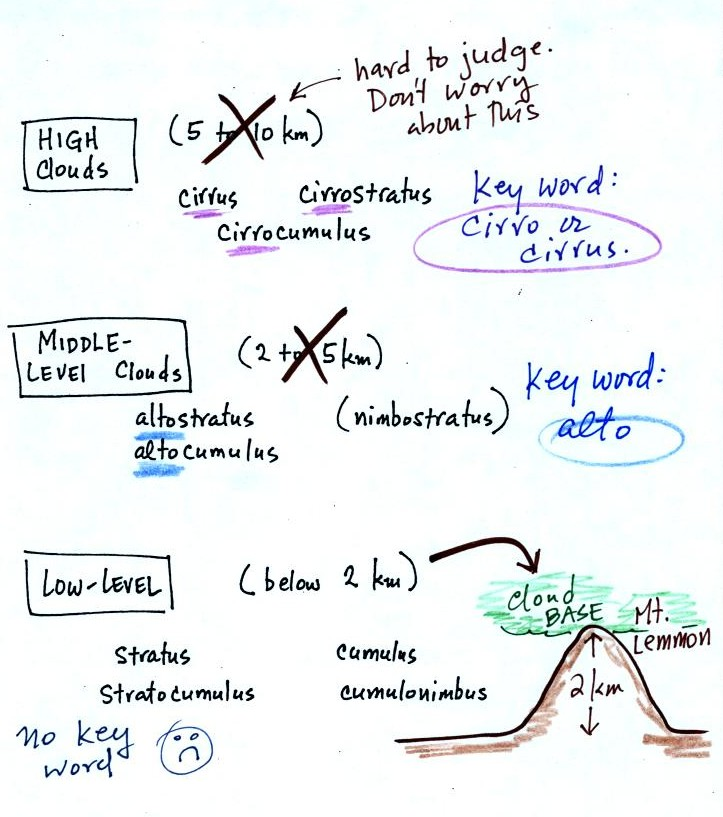 hard to judge.
Don't worry
about this
HIGH
Clouds
(5 to 10 km)
cirrus cirrostratus
cirrocumulus
Key word:
cirro or
cirrus.
MIDDLE-
LEVEL Clouds
(2 to 5 km)
altostratus (nimbostratus)
altocumulus
Key word:
alto
LOW-LEVEL
(below 2 km)
Cloud
BASE
Mt.
Lemmon
2 km
Stratus cumulus
Stratocumulus cumulonimbus
no key
word